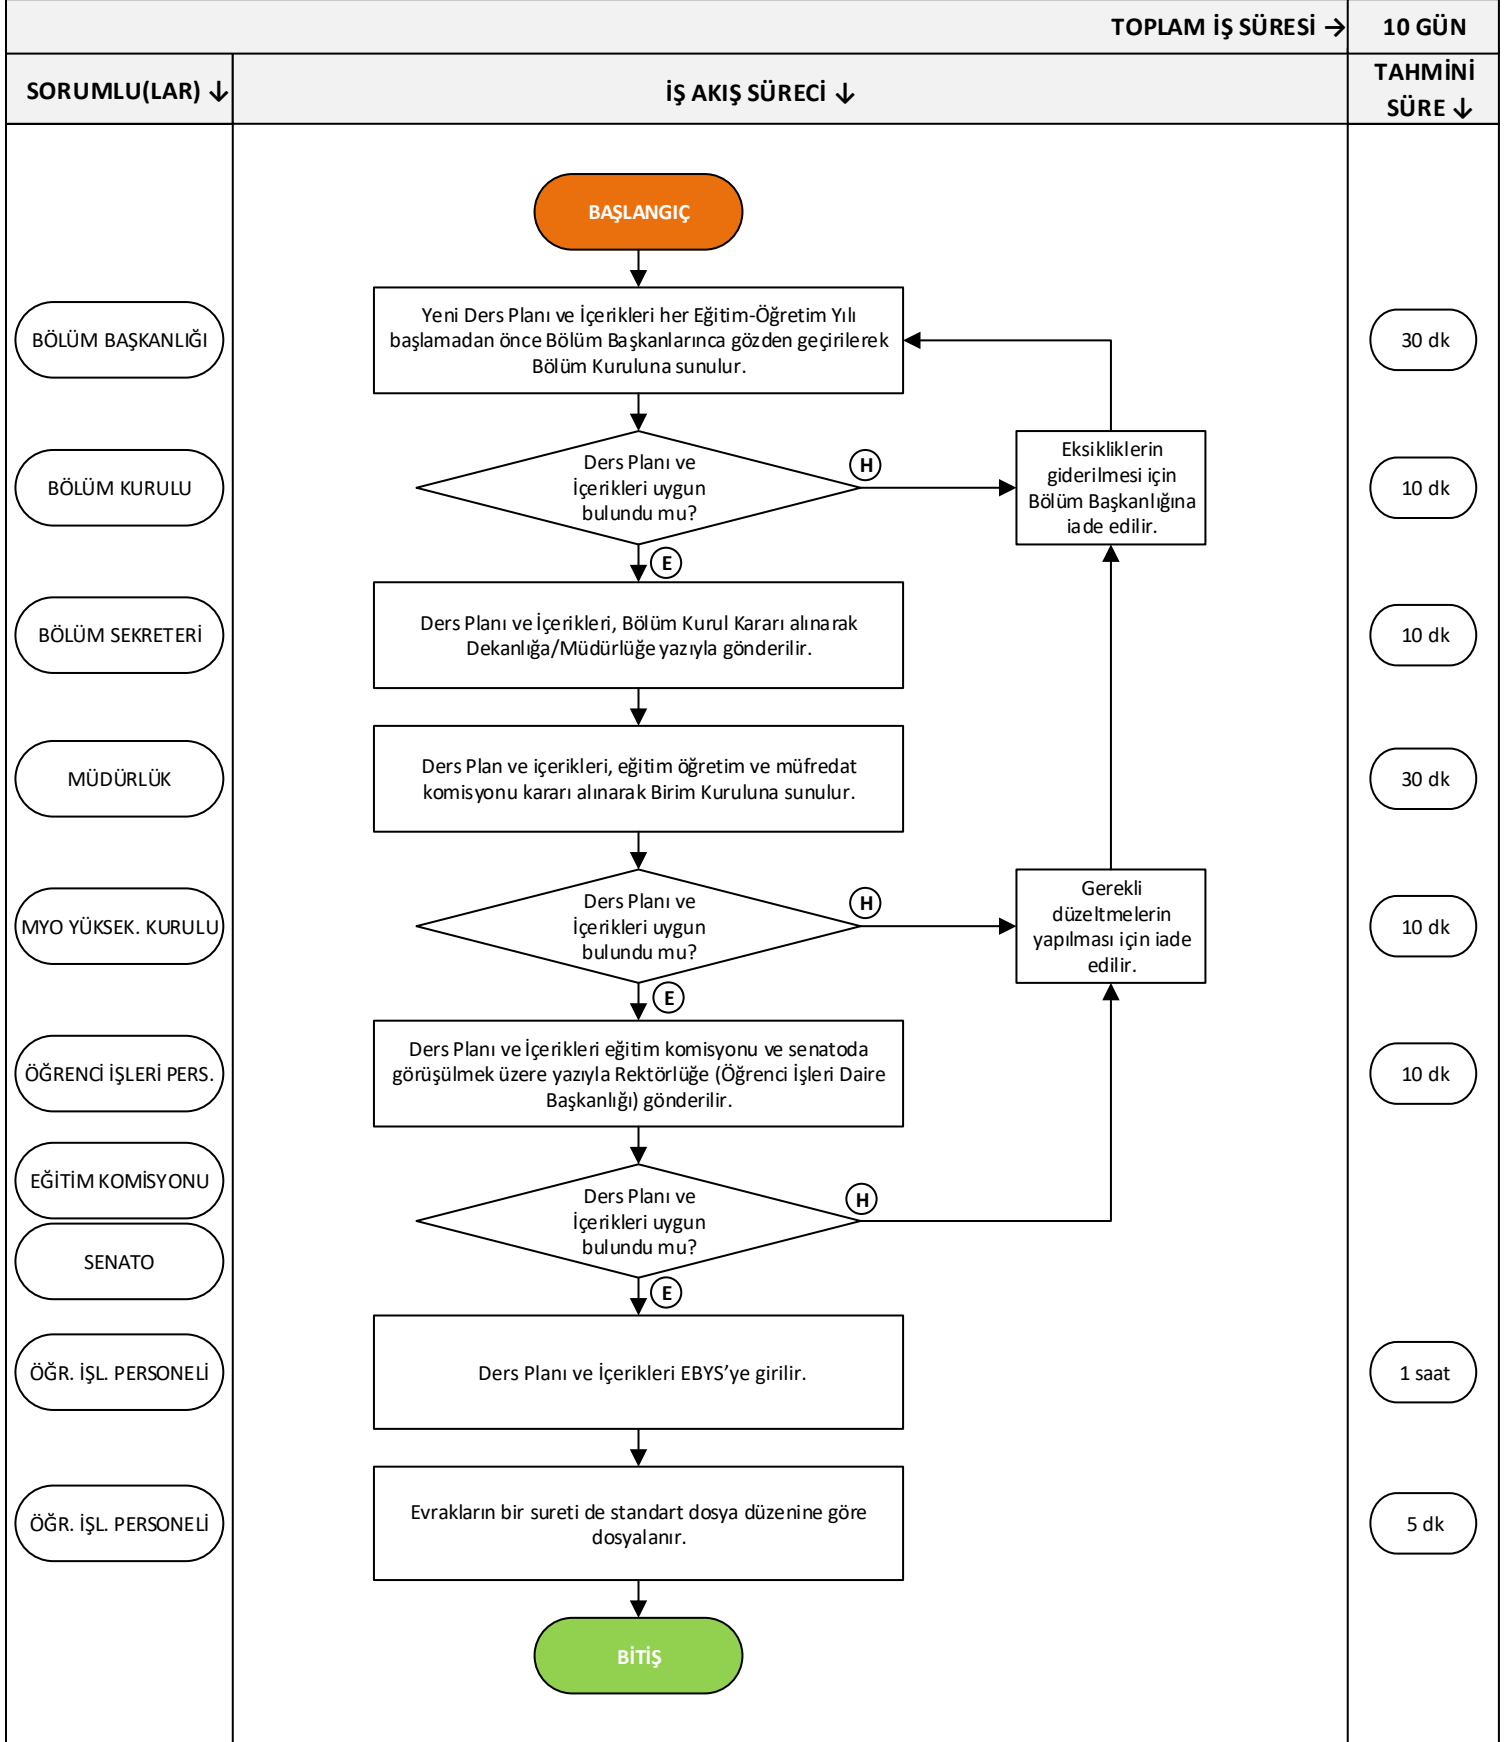 TOPLAM İŞ SÜRESİ → 10 GÜN
SORUMLU(LAR) ↓
İŞ AKIŞ SÜRECİ ↓
TAHMİNİ
SÜRE ↓
BAŞLANGIÇ
BÖLÜM BAŞKANLIĞI
Yeni Ders Planı ve İçerikleri her Eğitim-Öğretim Yılı
başlamadan önce Bölüm Başkanlarınca gözden geçirilerek
Bölüm Kuruluna sunulur.
30 dk
BÖLÜM KURULU
Ders Planı ve
İçerikleri uygun
bulundu mu?
H
Eksikliklerin
giderilmesi için
Bölüm Başkanlığına
iade edilir.
10 dk
E
BÖLÜM SEKRETERİ
Ders Planı ve İçerikleri, Bölüm Kurul Kararı alınarak
Dekanlığa/Müdürlüğe yazıyla gönderilir.
10 dk
MÜDÜRLÜK
Ders Plan ve içerikleri, eğitim öğretim ve müfredat
komisyonu kararı alınarak Birim Kuruluna sunulur.
30 dk
MYO YÜKSEK. KURULU
Ders Planı ve
İçerikleri uygun
bulundu mu?
H
Gerekli
düzeltmelerin
yapılması için iade
edilir.
10 dk
E
ÖĞRENCİ İŞLERİ PERS.
Ders Planı ve İçerikleri eğitim komisyonu ve senatoda
görüşülmek üzere yazıyla Rektörlüğe (Öğrenci İşleri Daire
Başkanlığı) gönderilir.
10 dk
EĞİTİM KOMİSYONU
SENATO
Ders Planı ve
İçerikleri uygun
bulundu mu?
H
E
ÖĞR. İŞL. PERSONELİ
Ders Planı ve İçerikleri EBYS’ye girilir.
1 saat
ÖĞR. İŞL. PERSONELİ
Evrakların bir sureti de standart dosya düzenine göre
dosyalanır.
5 dk
BİTİŞ